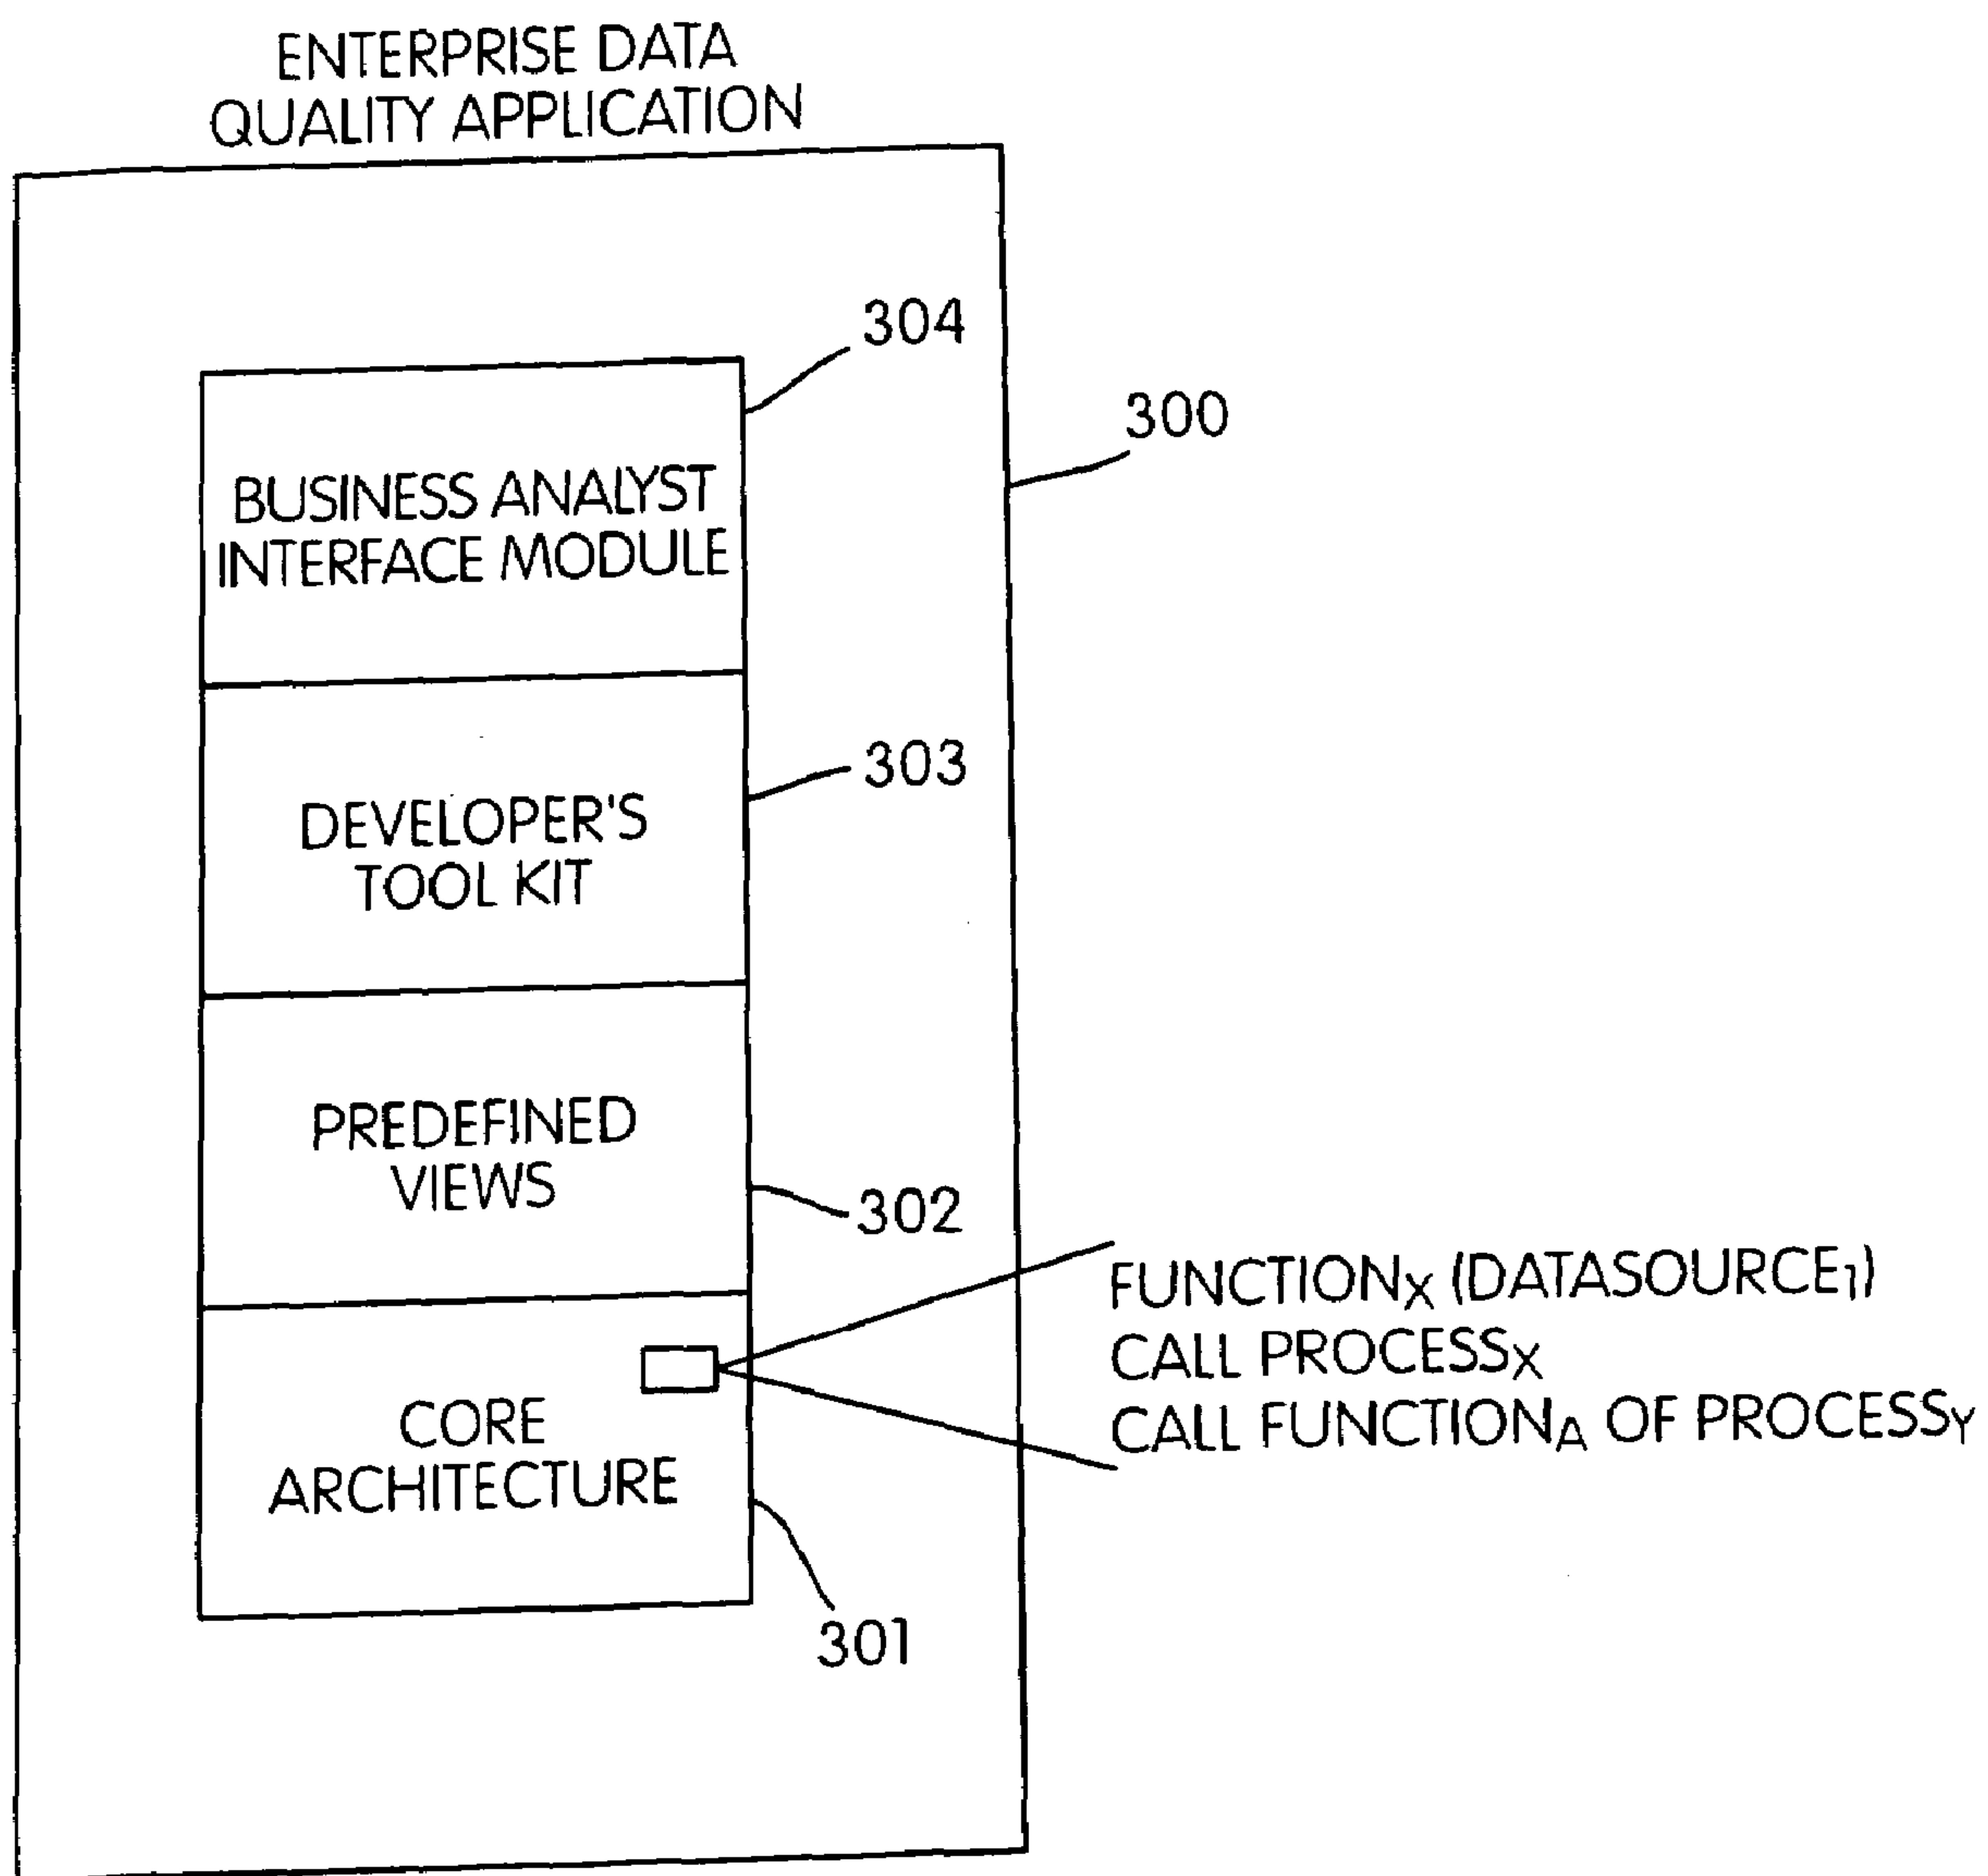 ENTERPRISE DATA
QUALITY APPLICATION
304
300
BUSINESS ANALYST
INTERFACE MODULE
303
DEVELOPER'S
TOOL KIT
PREDEFINED
VIEWS
302
FUNCTIONX (DATASOURCE1)
CALL PROCESSX
CALL FUNCTIONA OF PROCESSY
CORE
ARCHITECTURE
301